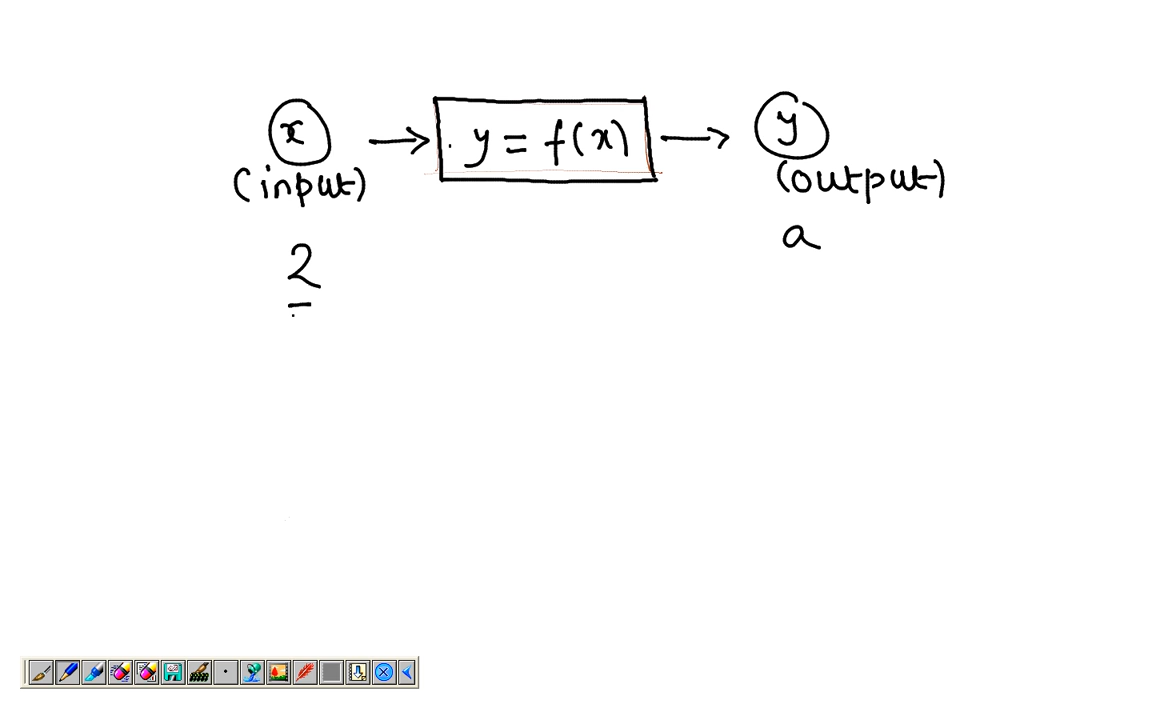 x → y = f(x) → y
(input) (output)
2 a